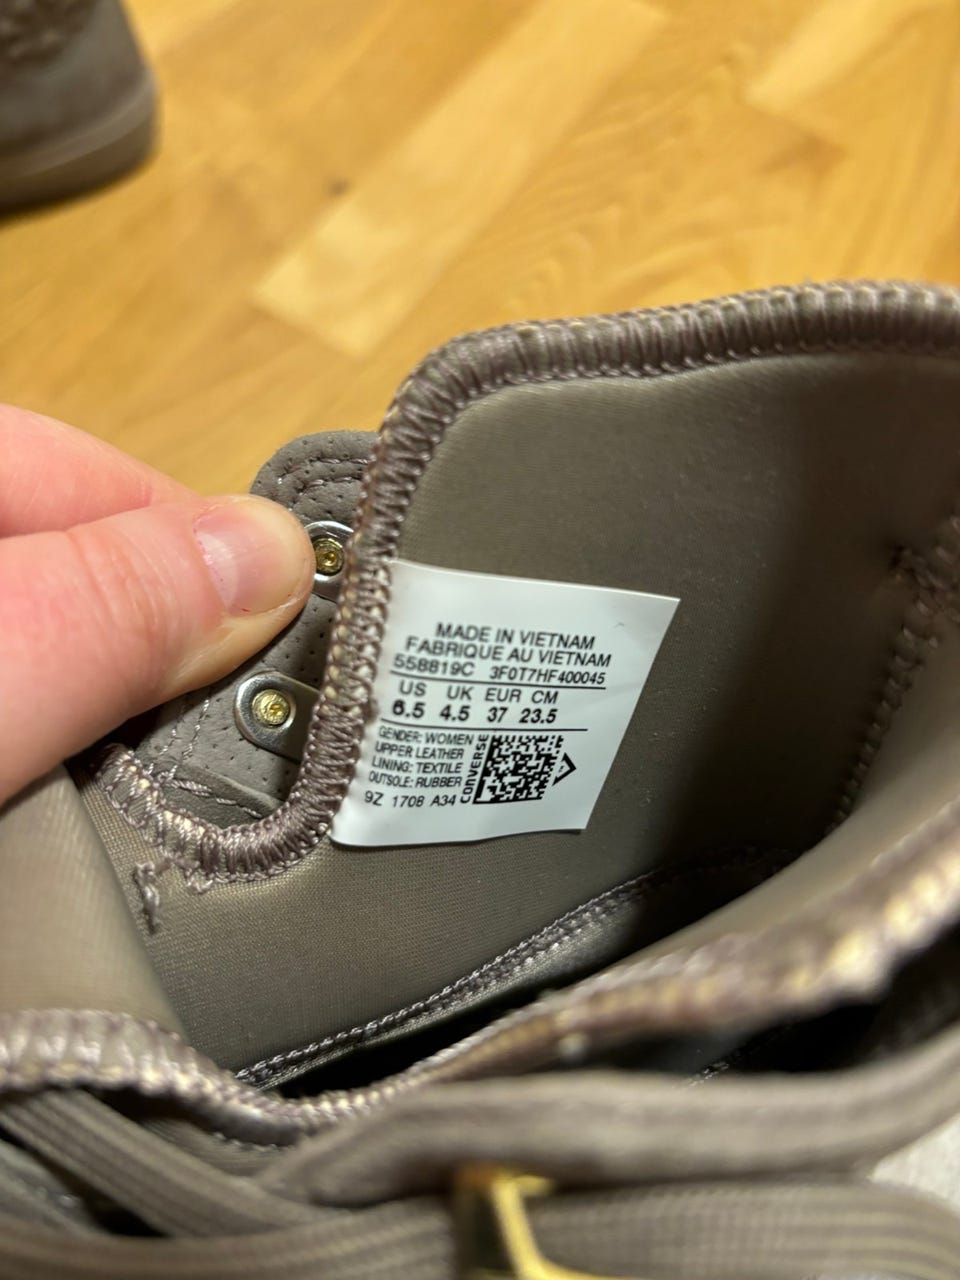 MADE IN VIETNAM
FABRIQUE AU VIETNAM
558819C 3F0T7HF400045
US UK EUR CM
6.5 4.5 37 23.5
GENDER: WOMEN
UPPER LEATHER
LINING: TEXTILE
OUTSOLE: RUBBER
9Z 1708 A34
CONVERSE